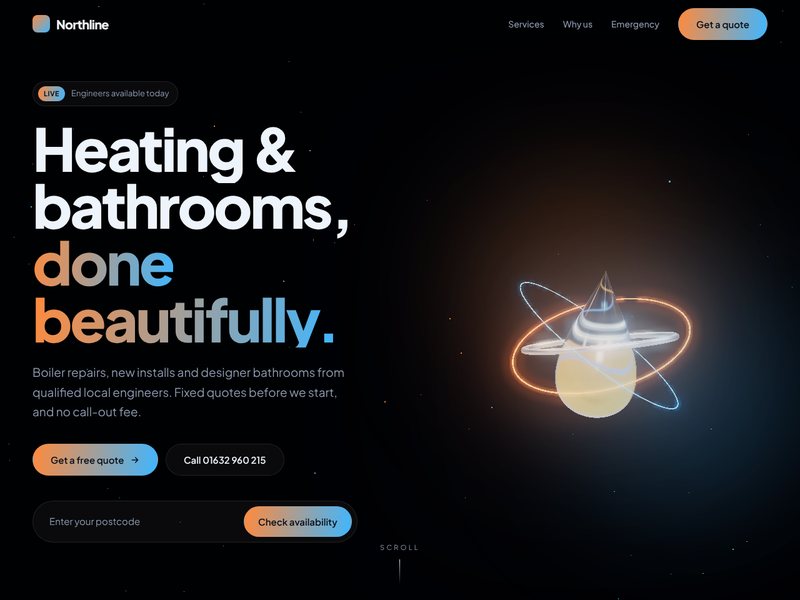 Northline
Services
Why us
Emergency
Get a quote
LIVE Engineers available today
Heating &
bathrooms,
done
beautifully.
Boiler repairs, new installs and designer bathrooms from
qualified local engineers. Fixed quotes before we start,
and no call-out fee.
Get a free quote →
Call 01632 960 215
Enter your postcode
Check availability
SCROLL